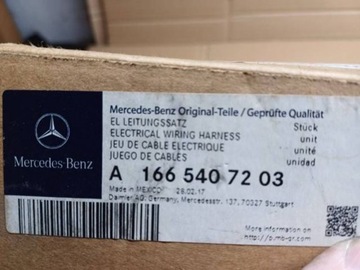 Mercedes-Benz
Mercedes-Benz Original-Teile / Geprüfte Qualität
EL LEITUNGSSATZ Stück
ELECTRICAL WIRING HARNESS unit
JEU DE CABLE ELECTRIQUE unité
JUEGO DE CABLES unidad
A 166 540 72 03
Made in MEXICO 28.02.17
Daimler AG, Germany, Mercedesstr. 137, 70327 Stuttgart